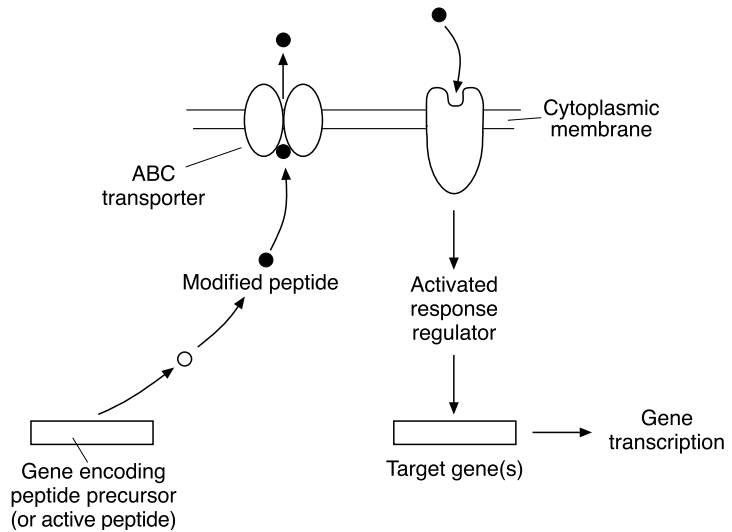 Cytoplasmic
membrane
ABC
transporter
Modified peptide
Activated
response
regulator
Gene
transcription
Target gene(s)
Gene encoding
peptide precursor
(or active peptide)